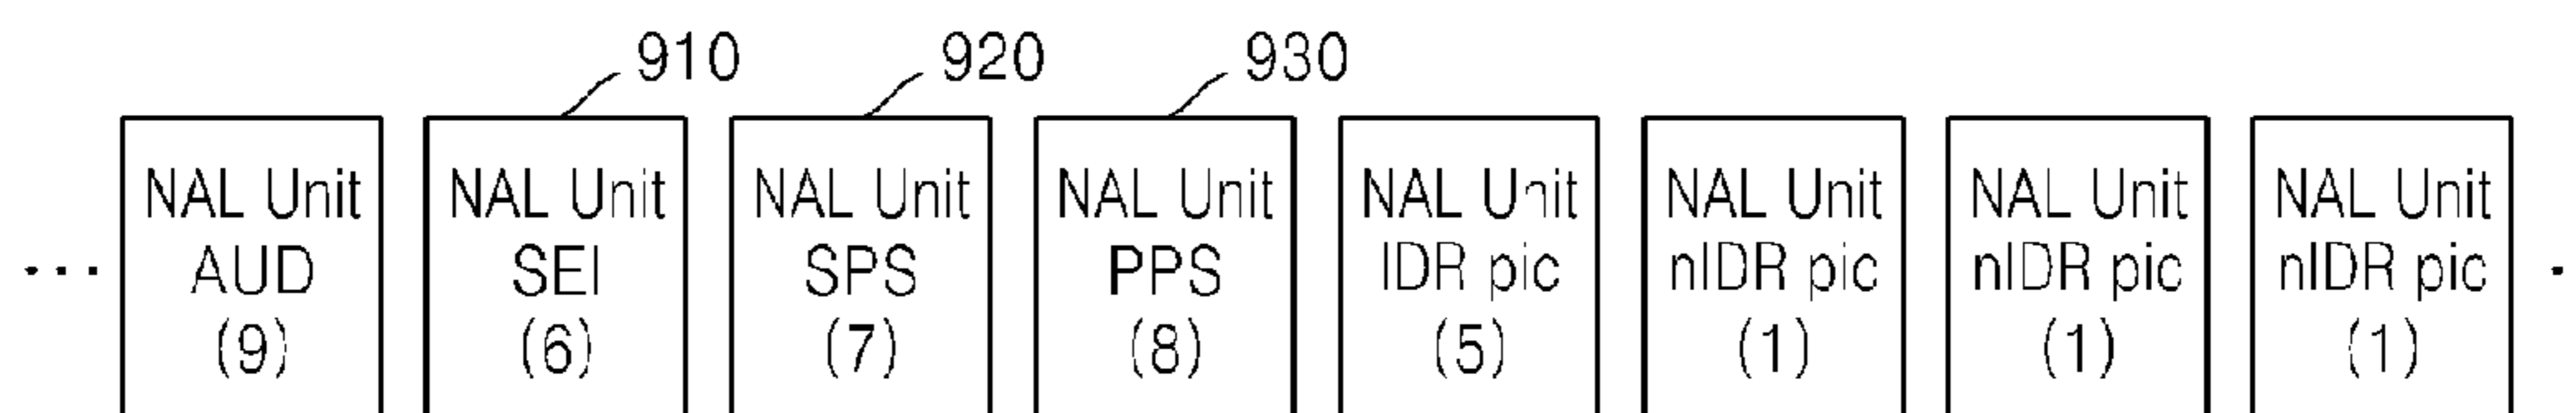 910 920 930
NAL Unit NAL Unit NAL Unit NAL Unit NAL Unit NAL Unit NAL Unit NAL Unit
... AUD SEI SPS PPS IDR pic nIDR pic nIDR pic nIDR pic .
(9) (6) (7) (8) (5) (1) (1) (1)